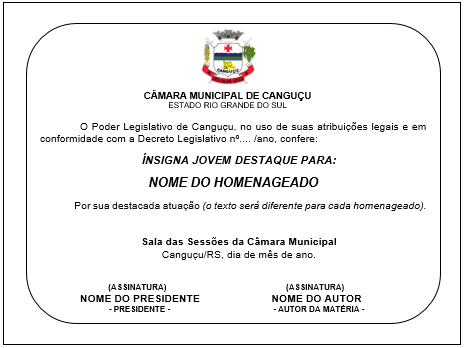 CANGUÇU
CÂMARA MUNICIPAL DE CANGUÇU
ESTADO RIO GRANDE DO SUL
O Poder Legislativo de Canguçu, no uso de suas atribuições legais e em
conformidade com a Decreto Legislativo nº.... /ano, confere:
ÍNSIGNA JOVEM DESTAQUE PARA:
NOME DO HOMENAGEADO
Por sua destacada atuação (o texto será diferente para cada homenageado).
Sala das Sessões da Câmara Municipal
Canguçu/RS, dia de mês de ano.
(ASSINATURA) (ASSINATURA)
NOME DO PRESIDENTE NOME DO AUTOR
- PRESIDENTE - - AUTOR DA MATÉRIA -